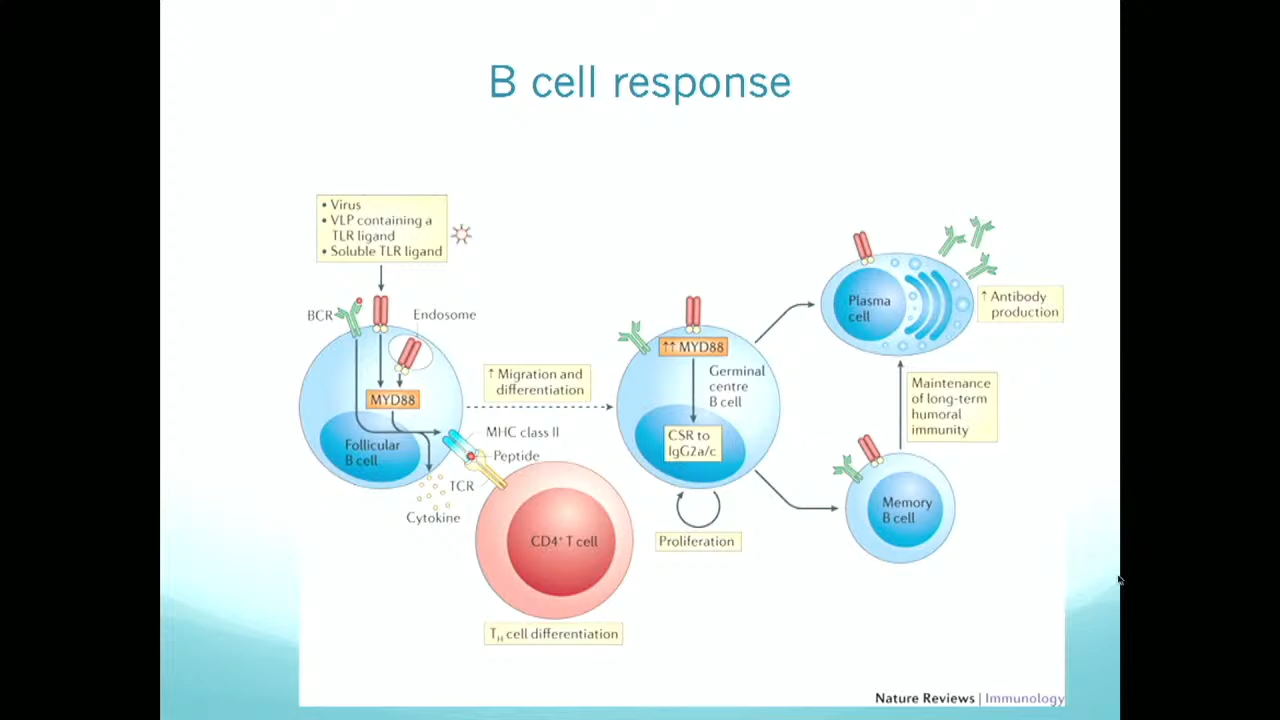 B cell response
• Virus
• VLP containing a
TLR ligand
• Soluble TLR ligand
BCR
Endosome
MYD88
Follicular
B cell
MHC class II
Peptide
TCR
Cytokine
CD4⁺ T cell
T_H cell differentiation
↑ Migration and
differentiation
↑↑ MYD88
Germinal
centre
B cell
CSR to
IgG2a/c
Proliferation
Plasma
cell
↑ Antibody
production
Maintenance
of long-term
humoral
immunity
Memory
B cell
Nature Reviews | Immunology